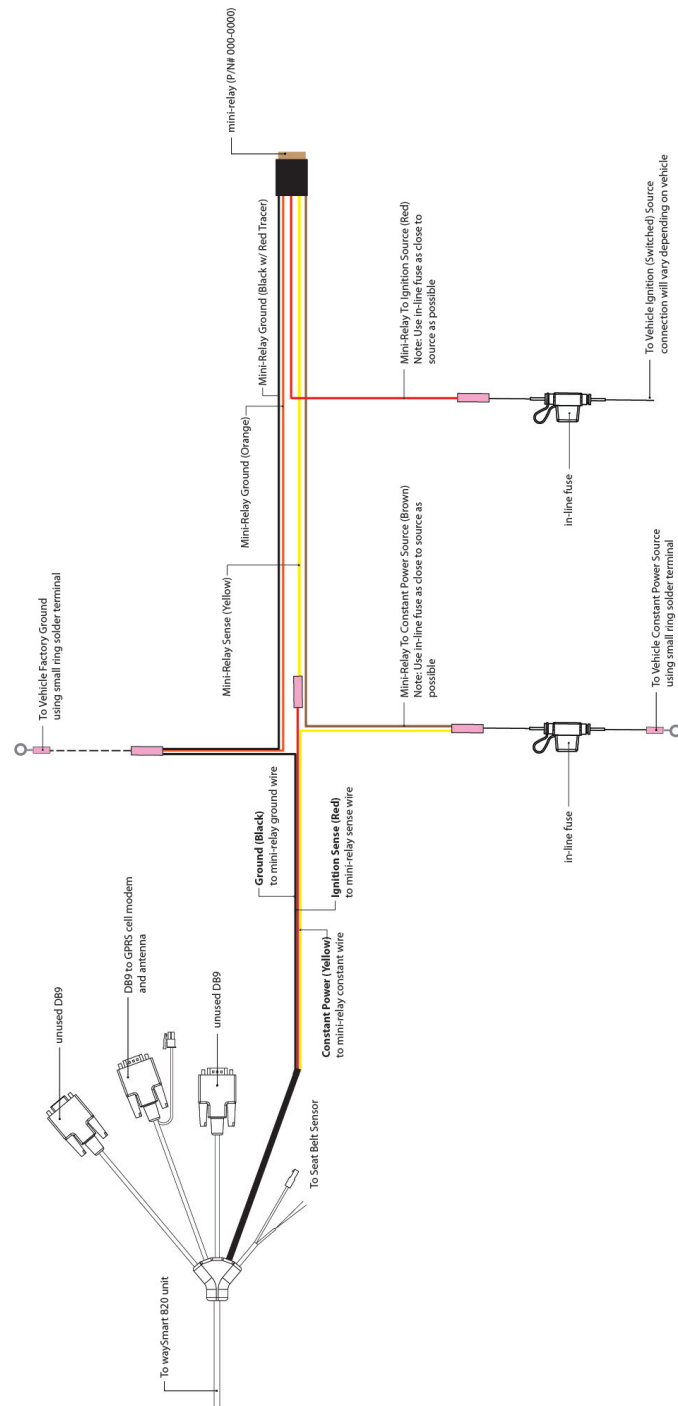 mini-relay (P/N# 000-0000)
Mini-Relay Ground (Black w/ Red Tracer)
Mini-Relay Ground (Orange)
Mini-Relay Sense (Yellow)
To Vehicle Factory Ground
using small ring solder terminal
Mini-Relay To Ignition Source (Red)
Note: Use in-line fuse as close to
source as possible
To Vehicle Ignition (Switched) Source
connection will vary depending on vehicle
in-line fuse
Mini-Relay To Constant Power Source (Brown)
Note: Use in-line fuse as close to source as
possible
To Vehicle Constant Power Source
using small ring solder terminal
in-line fuse
Ground (Black)
to mini-relay ground wire
Ignition Sense (Red)
to mini-relay sense wire
Constant Power (Yellow)
to mini-relay constant wire
unused DB9
DB9 to GPRS cell modem
and antenna
unused DB9
To Seat Belt Sensor
To waySmart 820 unit